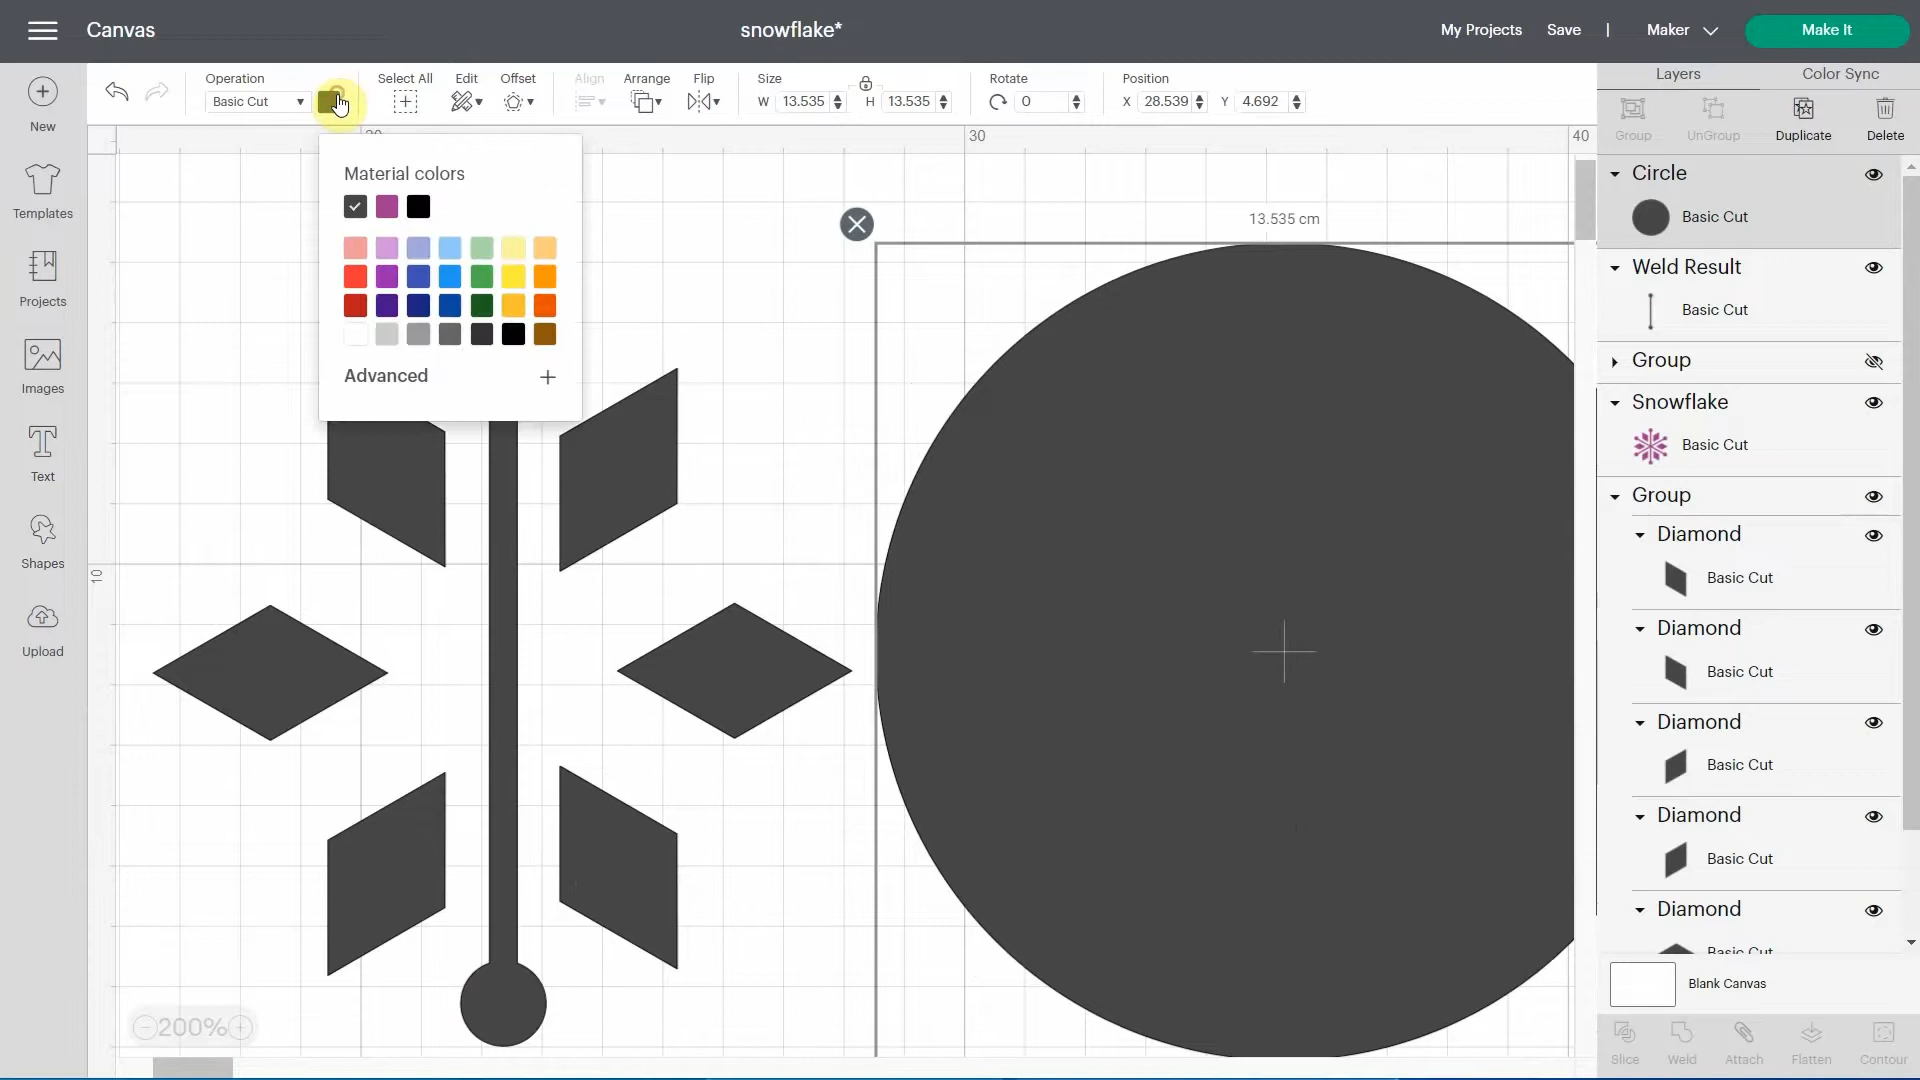 Canvas
snowflake*
My Projects
Save
|
Maker
Make It
New
Templates
Projects
Images
Text
Shapes
Upload
Operation
Basic Cut
Select All
Edit
Offset
Align
Arrange
Flip
Size
W 13.535
H 13.535
Rotate
0
Position
X 28.539
Y 4.692
30
40
10
Material colors
Advanced
13.535 cm
200%
Layers
Color Sync
Group
UnGroup
Duplicate
Delete
Circle
Basic Cut
Weld Result
Basic Cut
Group
Snowflake
Basic Cut
Group
Diamond
Basic Cut
Diamond
Basic Cut
Diamond
Basic Cut
Diamond
Basic Cut
Diamond
Basic Cut
Blank Canvas
Slice
Weld
Attach
Flatten
Contour